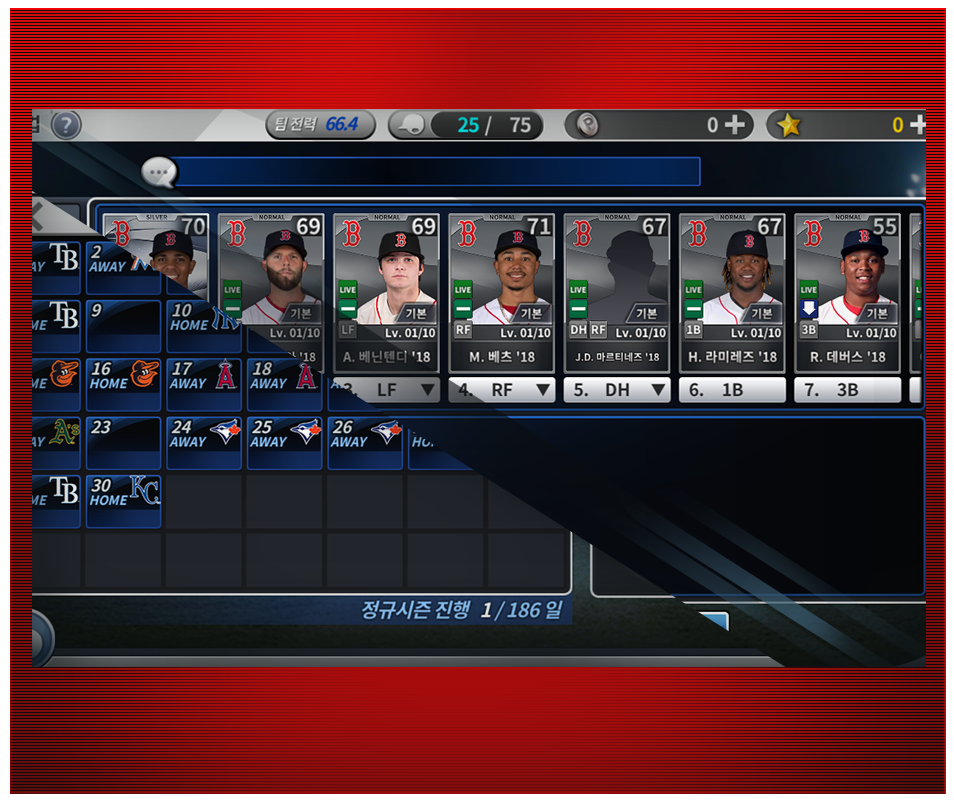 팀 전력 66.4
25 / 75
0
0
SILVER 70
NORMAL 69
NORMAL 69
NORMAL 71
NORMAL 67
NORMAL 67
NORMAL 55
LIVE
LIVE
LIVE
LIVE
LIVE
LIVE
기본
기본
기본
기본
기본
기본
LF
RF
DH RF
1B
3B
Lv. 01/10
Lv. 01/10
Lv. 01/10
Lv. 01/10
Lv. 01/10
Lv. 01/10
'18
A. 베닌텐디 '18
M. 베츠 '18
J.D. 마르티네즈 '18
H. 라미레즈 '18
R. 데버스 '18
3. LF ▼
4. RF ▼
5. DH ▼
6. 1B
7. 3B
TB
2
AWAY
TB
9
10
HOME
16
HOME
17
AWAY
18
AWAY
A's
23
24
AWAY
25
AWAY
26
AWAY
TB
30
HOME
KC
정규시즌 진행 1 / 186 일